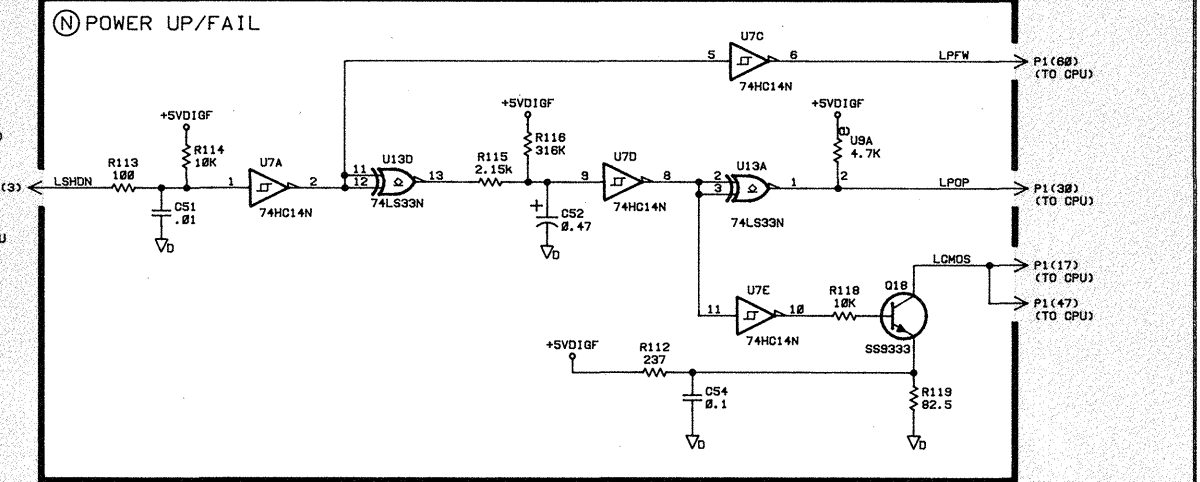 N POWER UP/FAIL
U7C
5
6
74HC14N
LPFW
P1(60)
(TO CPU)
+5VDIGF
R114
10K
(3)
LSHDN
R113
100
C51
.01
D
U7A
1
2
74HC14N
U13D
11
12
13
74LS33N
R115
2.15k
+5VDIGF
R116
316K
+
C52
0.47
D
U7D
9
8
74HC14N
U13A
2
3
1
74LS33N
+5VDIGF
(1)
U9A
4.7K
2
LPOP
P1(30)
(TO CPU)
U7E
11
10
74HC14N
R118
10K
Q18
SS9333
LCMOS
P1(17)
(TO CPU)
P1(47)
(TO CPU)
+5VDIGF
R112
237
C54
0.1
D
R119
82.5
D
U